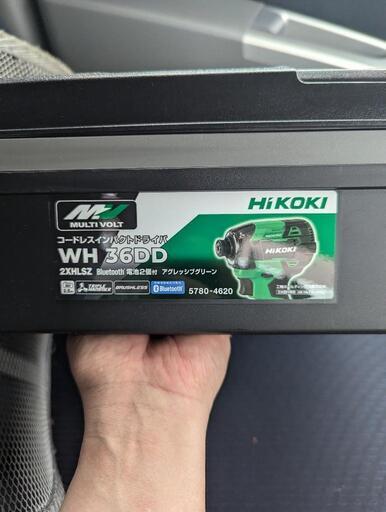 MV
MULTI VOLT
HiKOKI
コードレスインパクトドライバ
WH 36DD
2XHLSZ Bluetooth 電池2個付 アグレッシブグリーン
HiKOKI
BRUSHLESS
Bluetooth
5780-4620